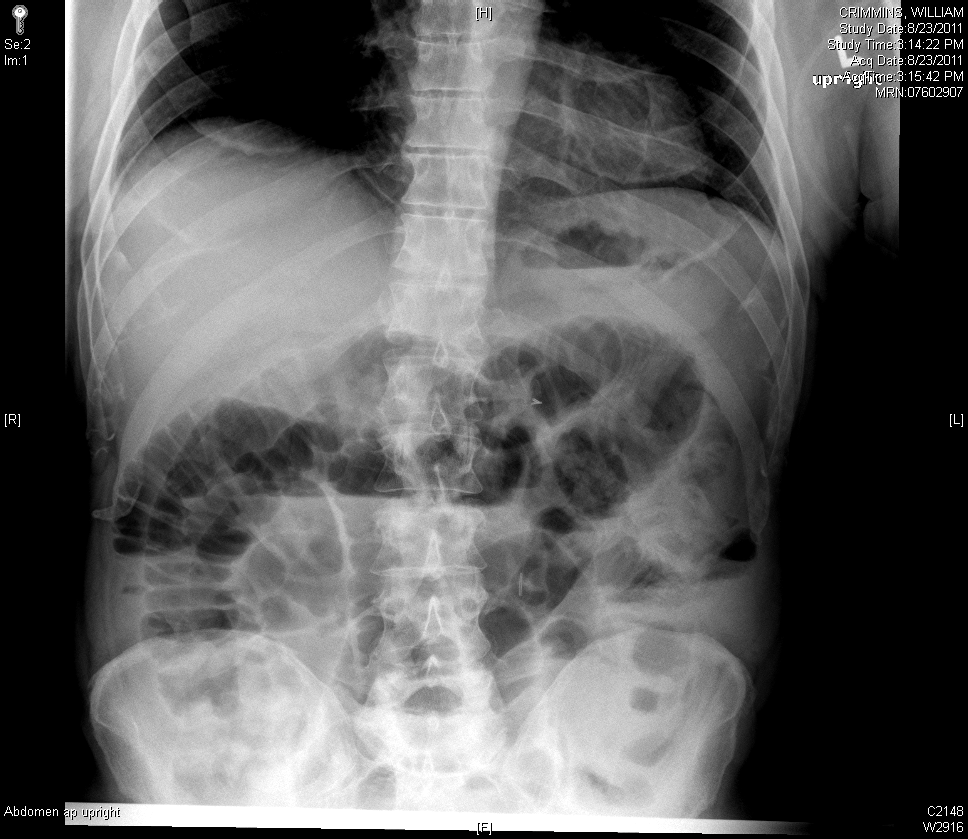 [H]
CRIMMINS, WILLIAM
Study Date:8/23/2011
Study Time:3:14:22 PM
Acq Date:8/23/2011
Acq Time:3:15:42 PM
MRN:07602907
upright
Se:2
Im:1
[R]
[L]
Abdomen ap upright
[F]
C2148
W2916